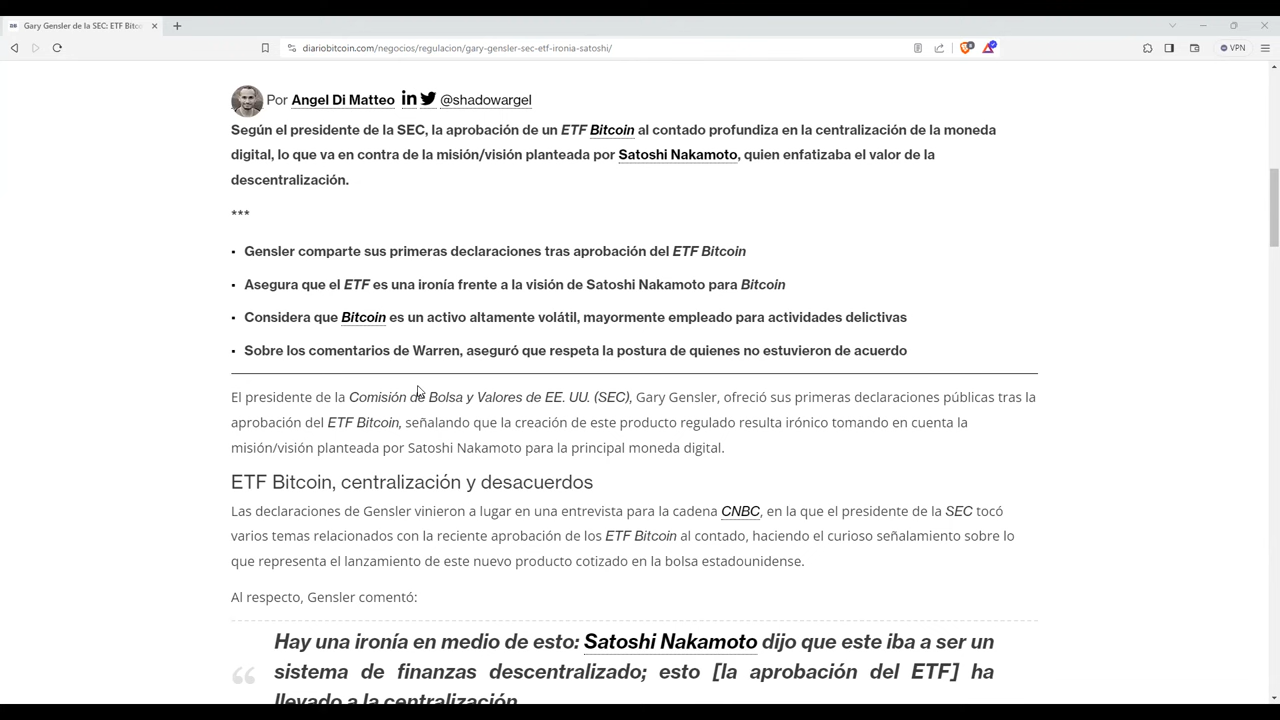 Gary Gensler de la SEC: ETF Bitc
diariobitcoin.com/negocios/regulacion/gary-gensler-sec-etf-ironia-satoshi/
VPN
Por Angel Di Matteo @shadowargel
Según el presidente de la SEC, la aprobación de un ETF Bitcoin al contado profundiza en la centralización de la moneda
digital, lo que va en contra de la misión/visión planteada por Satoshi Nakamoto, quien enfatizaba el valor de la
descentralización.
***
▪ Gensler comparte sus primeras declaraciones tras aprobación del ETF Bitcoin
▪ Asegura que el ETF es una ironía frente a la visión de Satoshi Nakamoto para Bitcoin
▪ Considera que Bitcoin es un activo altamente volátil, mayormente empleado para actividades delictivas
▪ Sobre los comentarios de Warren, aseguró que respeta la postura de quienes no estuvieron de acuerdo
El presidente de la Comisión de Bolsa y Valores de EE. UU. (SEC), Gary Gensler, ofreció sus primeras declaraciones públicas tras la
aprobación del ETF Bitcoin, señalando que la creación de este producto regulado resulta irónico tomando en cuenta la
misión/visión planteada por Satoshi Nakamoto para la principal moneda digital.
ETF Bitcoin, centralización y desacuerdos
Las declaraciones de Gensler vinieron a lugar en una entrevista para la cadena CNBC, en la que el presidente de la SEC tocó
varios temas relacionados con la reciente aprobación de los ETF Bitcoin al contado, haciendo el curioso señalamiento sobre lo
que representa el lanzamiento de este nuevo producto cotizado en la bolsa estadounidense.
Al respecto, Gensler comentó:
Hay una ironía en medio de esto: Satoshi Nakamoto dijo que este iba a ser un
sistema de finanzas descentralizado; esto [la aprobación del ETF] ha
llevado a la centralización